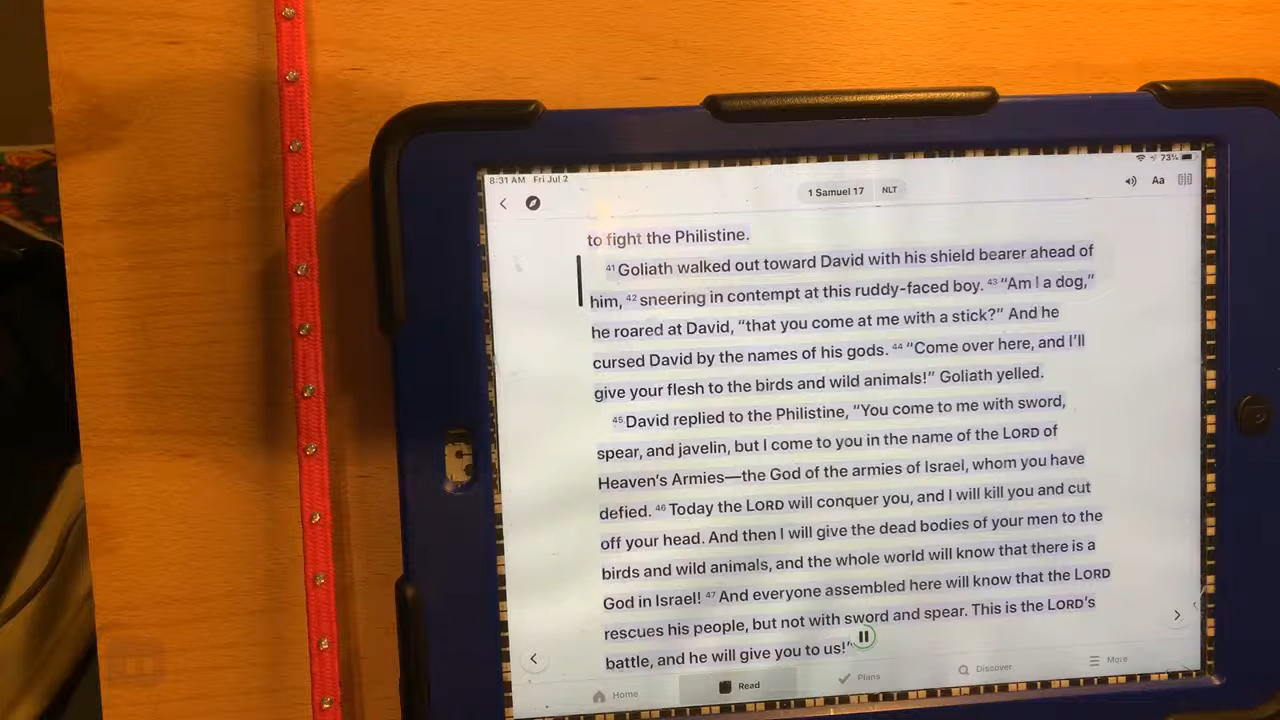 8:31 AM Fri Jul 2
73%
1 Samuel 17 NLT
Aa
to fight the Philistine.
41 Goliath walked out toward David with his shield bearer ahead of
him, 42 sneering in contempt at this ruddy-faced boy. 43 “Am I a dog,”
he roared at David, “that you come at me with a stick?” And he
cursed David by the names of his gods. 44 “Come over here, and I’ll
give your flesh to the birds and wild animals!” Goliath yelled.
45 David replied to the Philistine, “You come to me with sword,
spear, and javelin, but I come to you in the name of the LORD of
Heaven’s Armies—the God of the armies of Israel, whom you have
defied. 46 Today the LORD will conquer you, and I will kill you and cut
off your head. And then I will give the dead bodies of your men to the
birds and wild animals, and the whole world will know that there is a
God in Israel! 47 And everyone assembled here will know that the LORD
rescues his people, but not with sword and spear. This is the LORD’s
battle, and he will give you to us!”
Home Read Plans Discover More